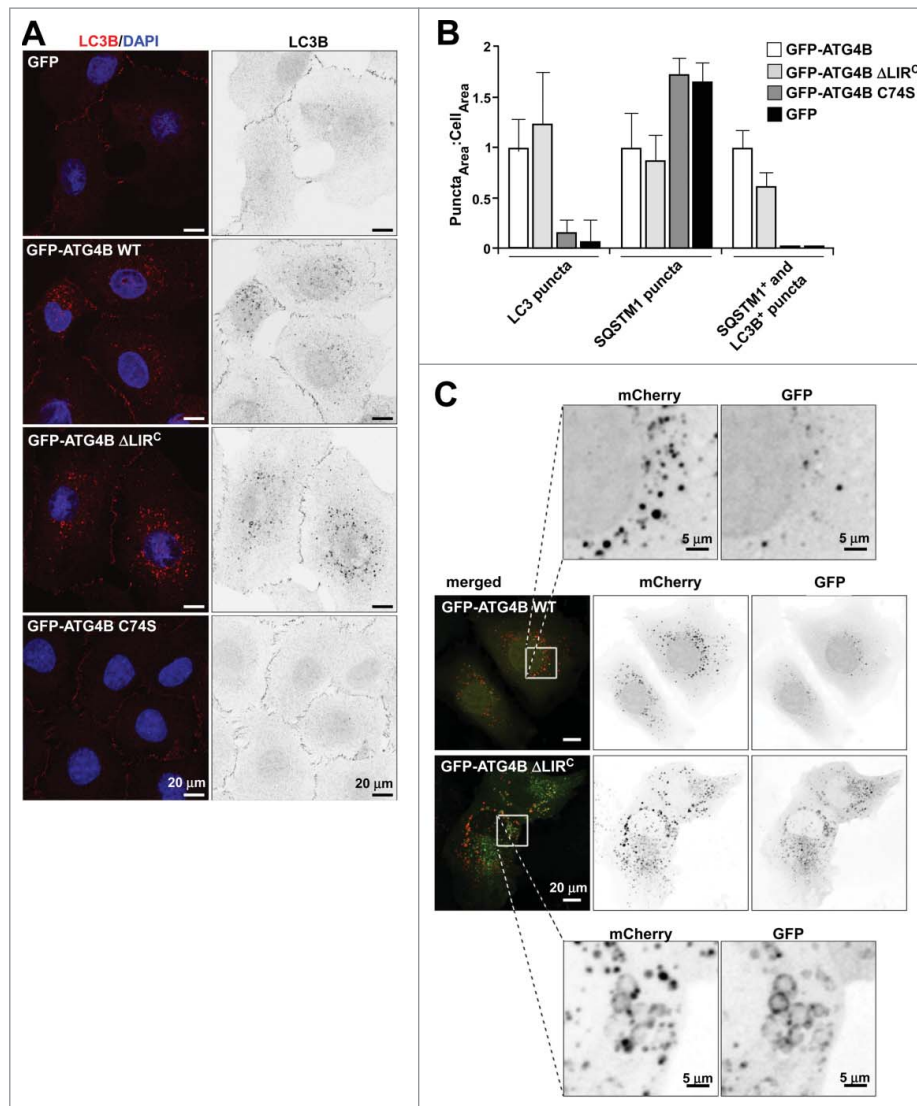 A
LC3B/DAPI
LC3B
GFP
GFP-ATG4B WT
GFP-ATG4B ΔLIRᶜ
GFP-ATG4B C74S
20 µm
20 µm
B
Puncta_Area:Cell_Area
2
1.5
1
0.5
0
GFP-ATG4B
GFP-ATG4B ΔLIRᶜ
GFP-ATG4B C74S
GFP
LC3 puncta
SQSTM1 puncta
SQSTM1⁺ and
LC3B⁺ puncta
C
mCherry
GFP
5 µm
5 µm
merged
mCherry
GFP
GFP-ATG4B WT
GFP-ATG4B ΔLIRᶜ
20 µm
mCherry
GFP
5 µm
5 µm